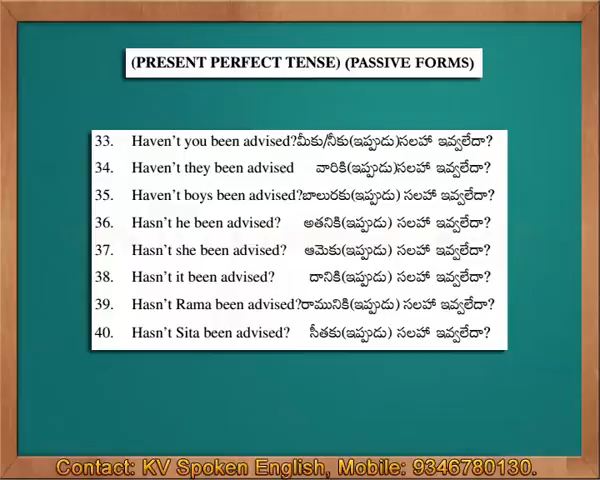 (PRESENT PERFECT TENSE) (PASSIVE FORMS)
33. Haven't you been advised?మీకు/నీకు(ఇప్పుడు)సలహా ఇవ్వలేదా?
34. Haven't they been advised వారికి(ఇప్పుడు)సలహా ఇవ్వలేదా?
35. Haven't boys been advised?బాలురకు(ఇప్పుడు) సలహా ఇవ్వలేదా?
36. Hasn't he been advised? అతనికి(ఇప్పుడు) సలహా ఇవ్వలేదా?
37. Hasn't she been advised? ఆమెకు(ఇప్పుడు) సలహా ఇవ్వలేదా?
38. Hasn't it been advised? దానికి(ఇప్పుడు) సలహా ఇవ్వలేదా?
39. Hasn't Rama been advised?రామునికి(ఇప్పుడు) సలహా ఇవ్వలేదా?
40. Hasn't Sita been advised? సీతకు(ఇప్పుడు) సలహా ఇవ్వలేదా?
Contact: KV Spoken English, Mobile: 9346780130.